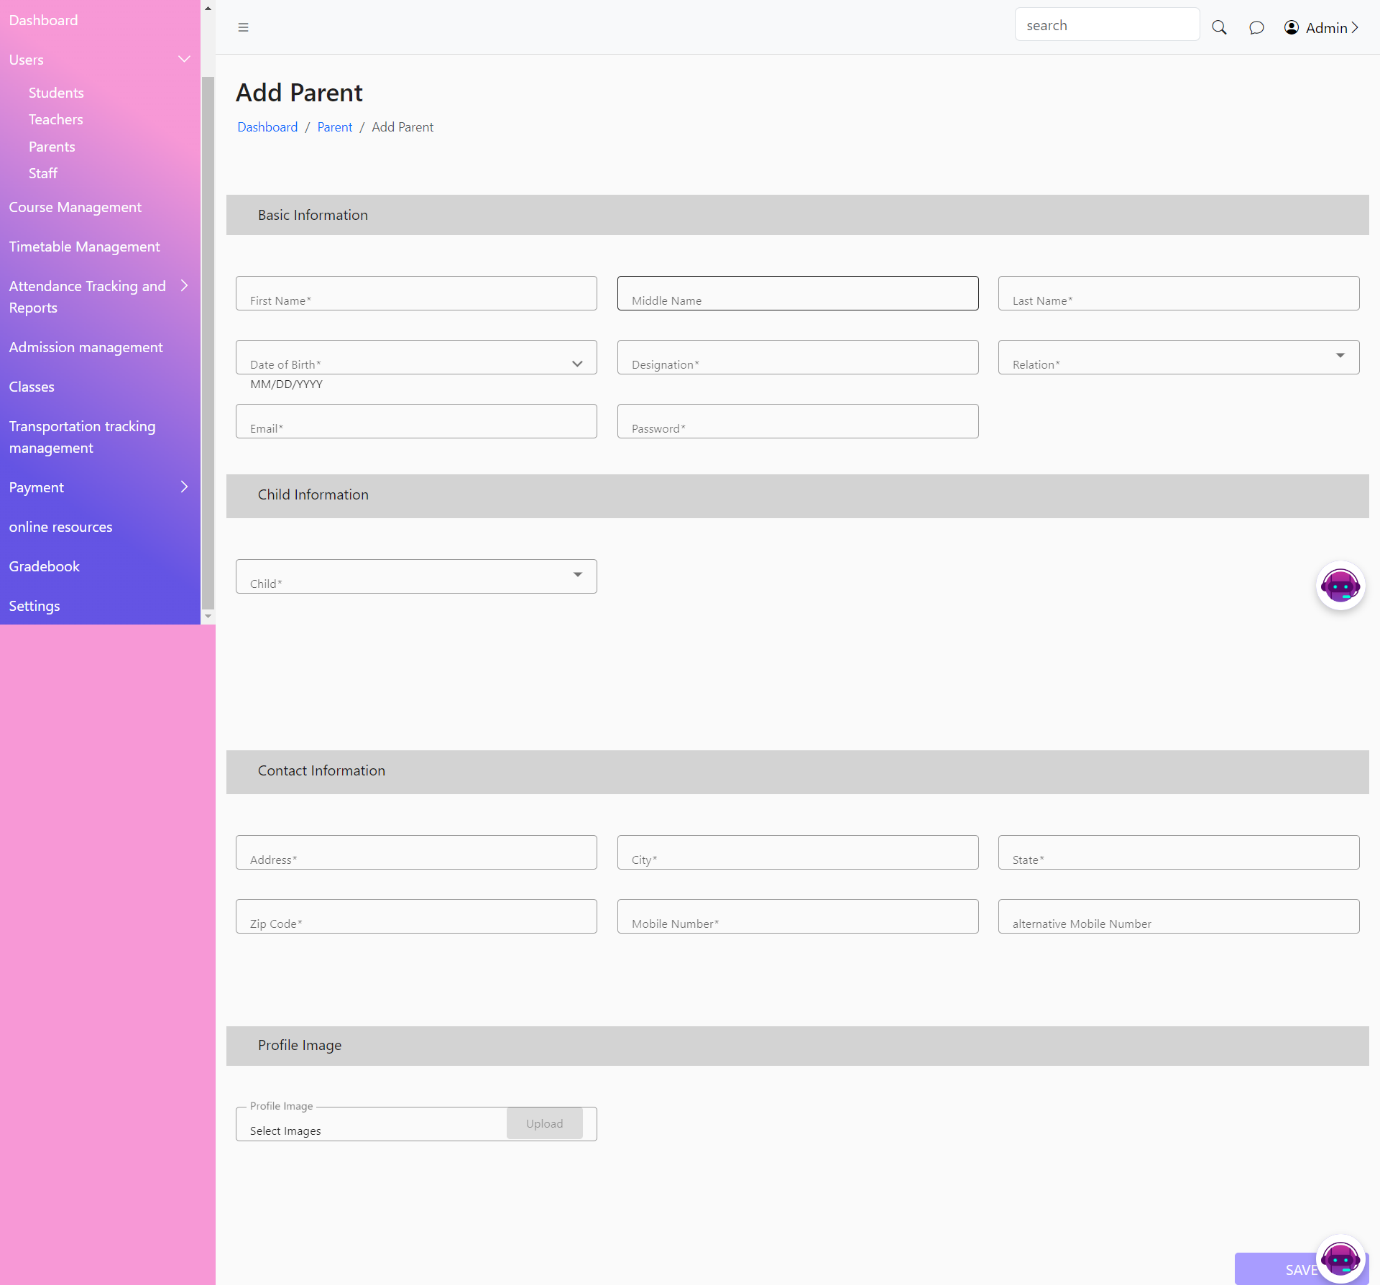 Dashboard
Users
Students
Teachers
Parents
Staff
Course Management
Timetable Management
Attendance Tracking and
Reports
Admission management
Classes
Transportation tracking
management
Payment
online resources
Gradebook
Settings
search
Admin
Add Parent
Dashboard / Parent / Add Parent
Basic Information
First Name*
Middle Name
Last Name*
Date of Birth*
Designation*
Relation*
MM/DD/YYYY
Email*
Password*
Child Information
Child*
Contact Information
Address*
City*
State*
Zip Code*
Mobile Number*
alternative Mobile Number
Profile Image
Profile Image
Select Images
Upload
SAVE